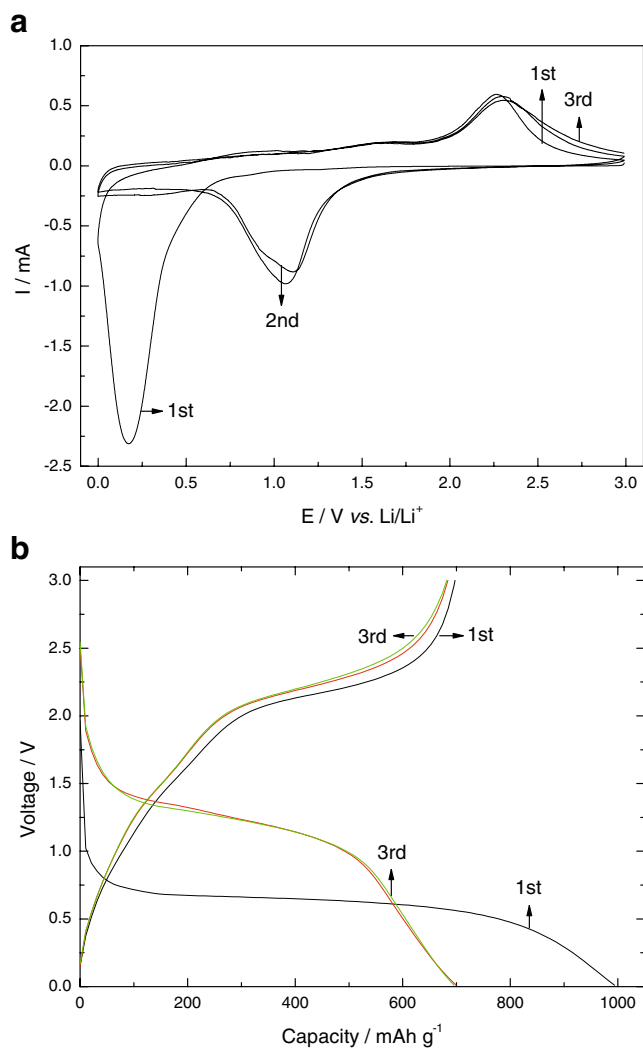 a
1.0
0.5
0.0
-0.5
-1.0
-1.5
-2.0
-2.5
I / mA
1st
3rd
2nd
1st
0.0 0.5 1.0 1.5 2.0 2.5 3.0
E / V vs. Li/Li⁺
b
3.0
2.5
2.0
1.5
1.0
0.5
0.0
Voltage / V
3rd 1st
3rd
1st
0 200 400 600 800 1000
Capacity / mAh g⁻¹